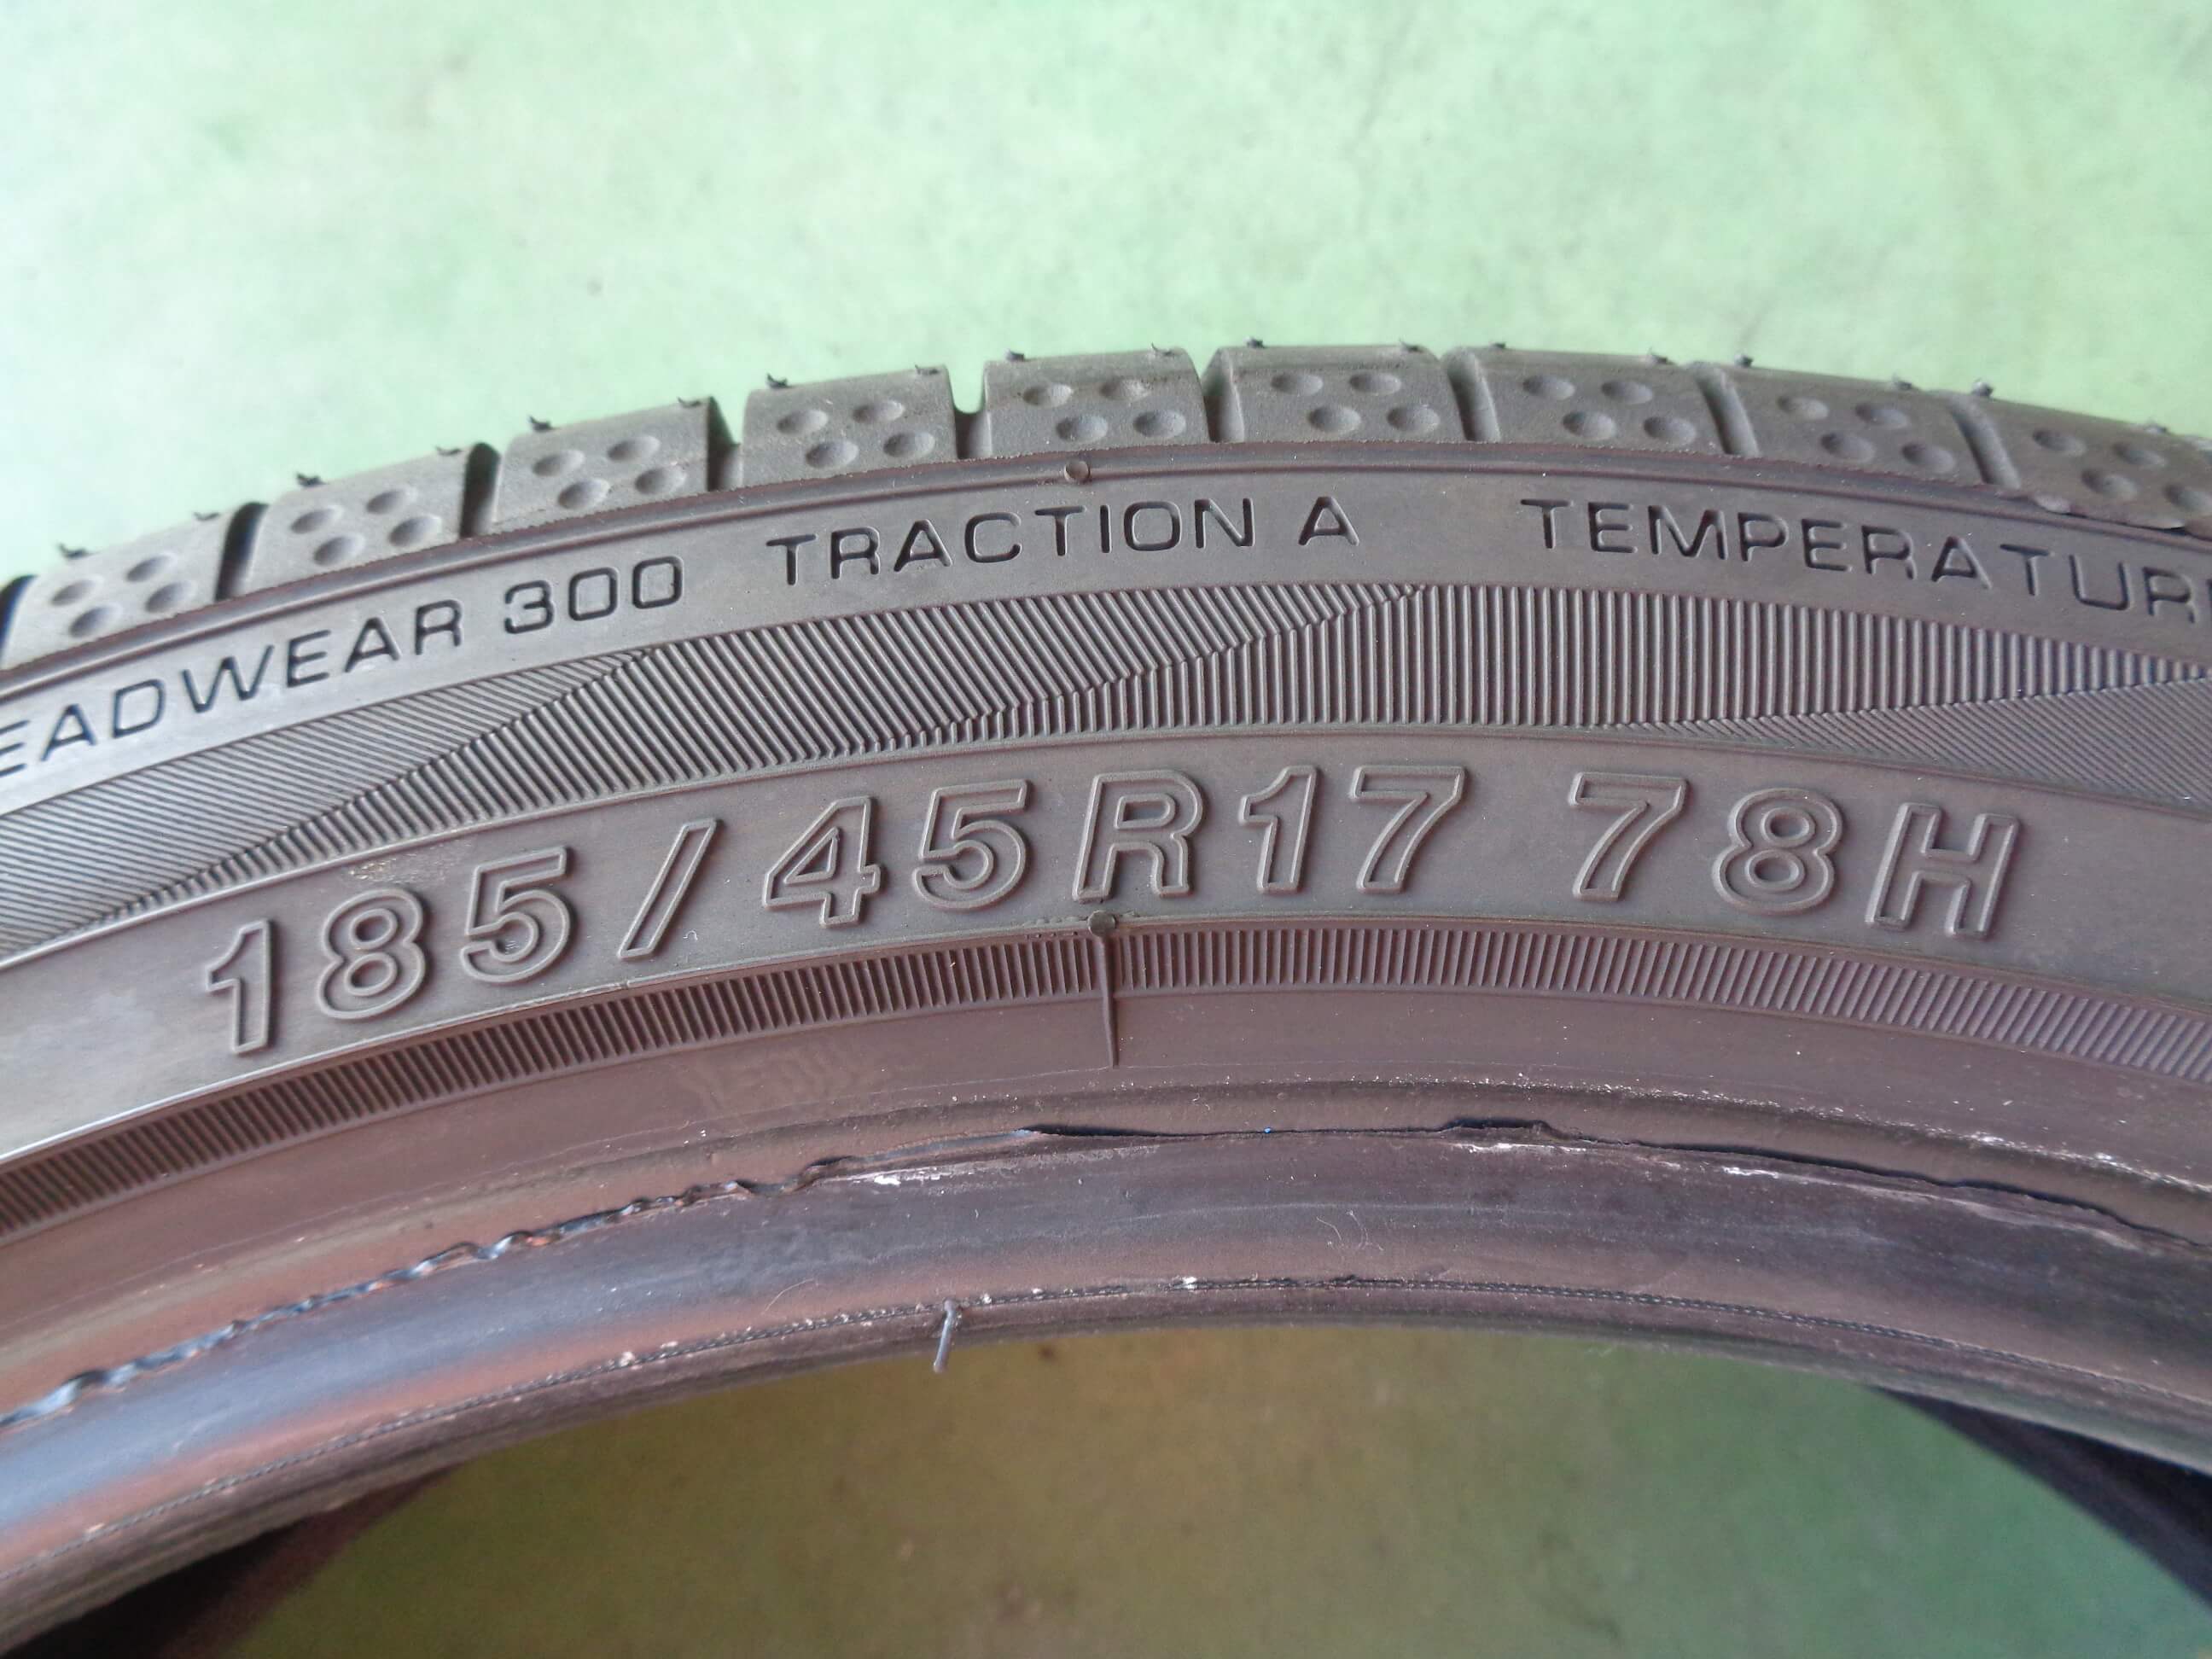 EADWEAR 300 TRACTION A TEMPERATUR
185/45R17 78H